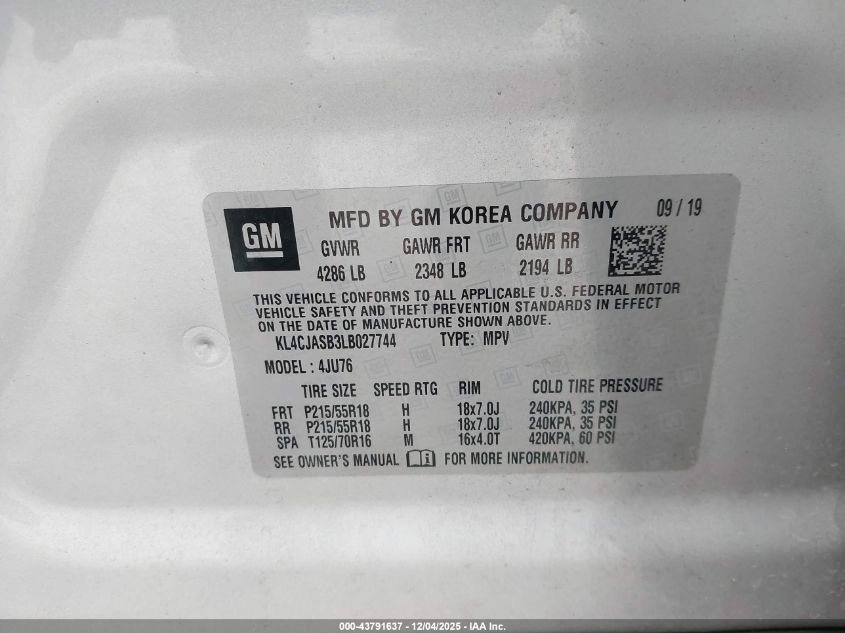 GM
MFD BY GM KOREA COMPANY 09 / 19
GVWR GAWR FRT GAWR RR
4286 LB 2348 LB 2194 LB
THIS VEHICLE CONFORMS TO ALL APPLICABLE U.S. FEDERAL MOTOR
VEHICLE SAFETY AND THEFT PREVENTION STANDARDS IN EFFECT
ON THE DATE OF MANUFACTURE SHOWN ABOVE.
KL4CJASB3LB027744 TYPE: MPV
MODEL : 4JU76
TIRE SIZE SPEED RTG RIM COLD TIRE PRESSURE
FRT P215/55R18 H 18x7.0J 240KPA, 35 PSI
RR P215/55R18 H 18x7.0J 240KPA, 35 PSI
SPA T125/70R16 M 16x4.0T 420KPA, 60 PSI
SEE OWNER'S MANUAL FOR MORE INFORMATION.
000-43791637 - 12/04/2025 - IAA Inc.